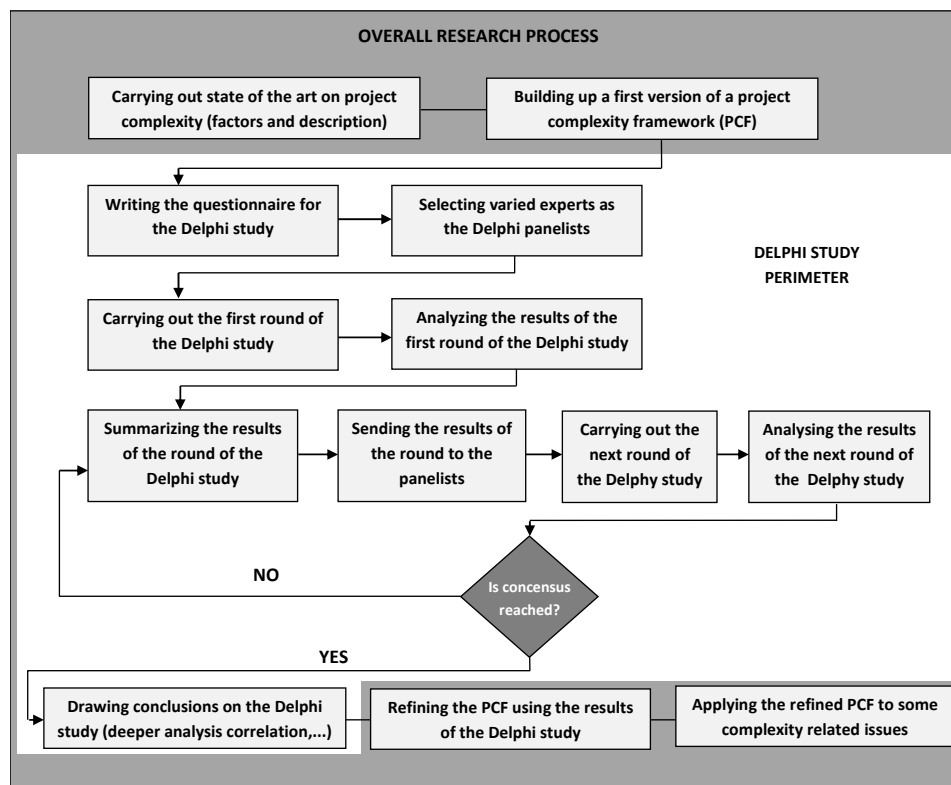 OVERALL RESEARCH PROCESS
Carrying out state of the art on project
complexity (factors and description)
Building up a first version of a project
complexity framework (PCF)
Writing the questionnaire for
the Delphi study
Selecting varied experts as
the Delphi panelists
DELPHI STUDY
PERIMETER
Carrying out the first round of
the Delphi study
Analyzing the results of the
first round of the Delphi study
Summarizing the results
of the round of the
Delphi study
Sending the results of
the round to the
panelists
Carrying out the
next round of
the Delphy study
Analysing the results
of the next round of
the Delphy study
Is concensus
reached?
NO
YES
Drawing conclusions on the Delphi
study (deeper analysis correlation,...)
Refining the PCF using the results
of the Delphi study
Applying the refined PCF to some
complexity related issues